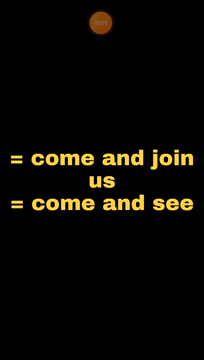 = come and join
us
= come and see